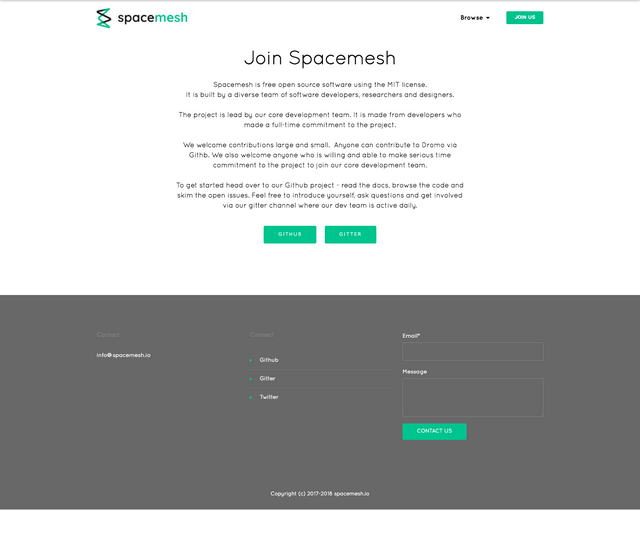 spacemesh
Browse
JOIN US
Join Spacemesh
Spacemesh is free open source software using the MIT license.
It is built by a diverse team of software developers, researchers and designers.
The project is lead by our core development team. It is made from developers who
made a full-time commitment to the project.
We welcome contributions large and small. Anyone can contribute to Dromo via
Githb. We also welcome anyone who is willing and able to make serious time
commitment to the project to join our core development team.
To get started head over to our Github project - read the docs, browse the code and
skim the open issues. Feel free to introduce yourself, ask questions and get involved
via our gitter channel where our dev team is active daily.
GITHUB
GITTER
Contact
info@spacemesh.io
Connect
Github
Gitter
Twitter
Email*
Message
CONTACT US
Copyright (c) 2017-2018 spacemesh.io